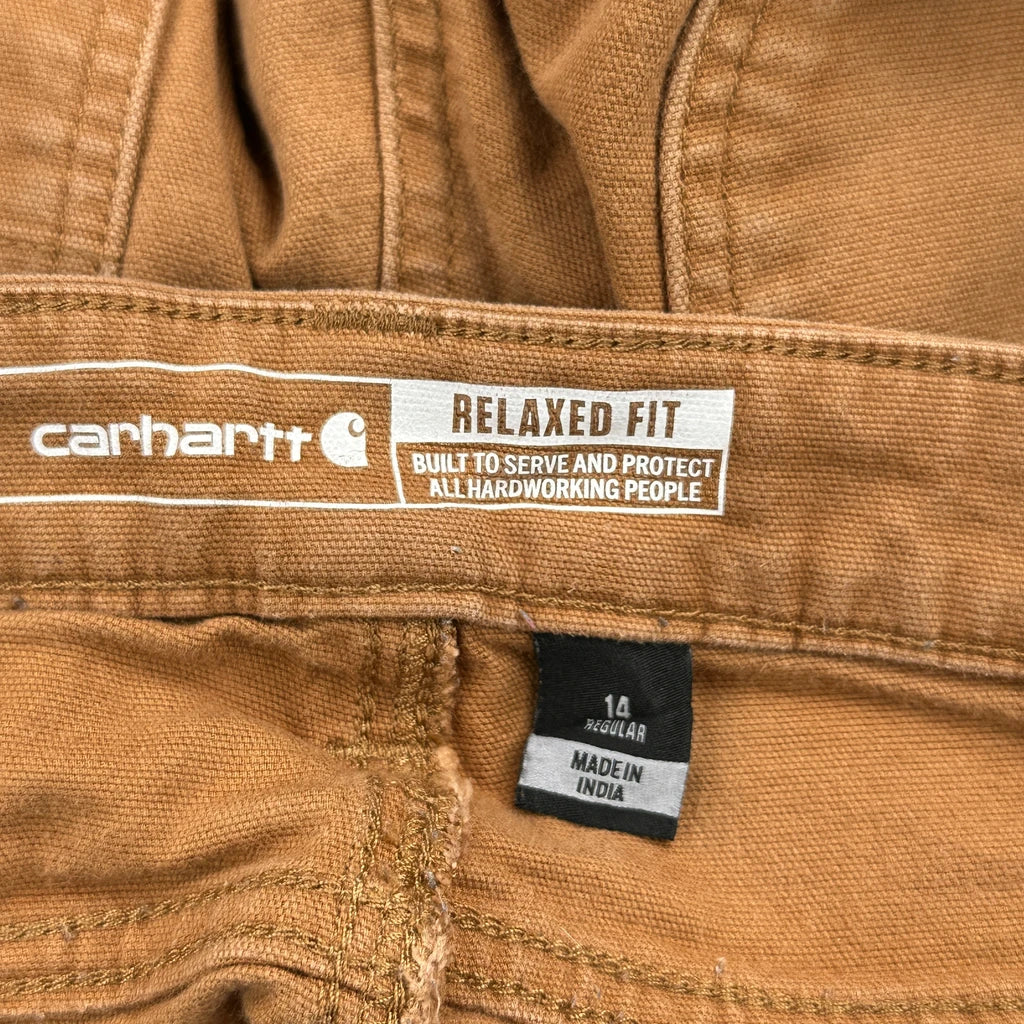 carhartt
RELAXED FIT
BUILT TO SERVE AND PROTECT
ALL HARDWORKING PEOPLE
14
REGULAR
MADE IN
INDIA